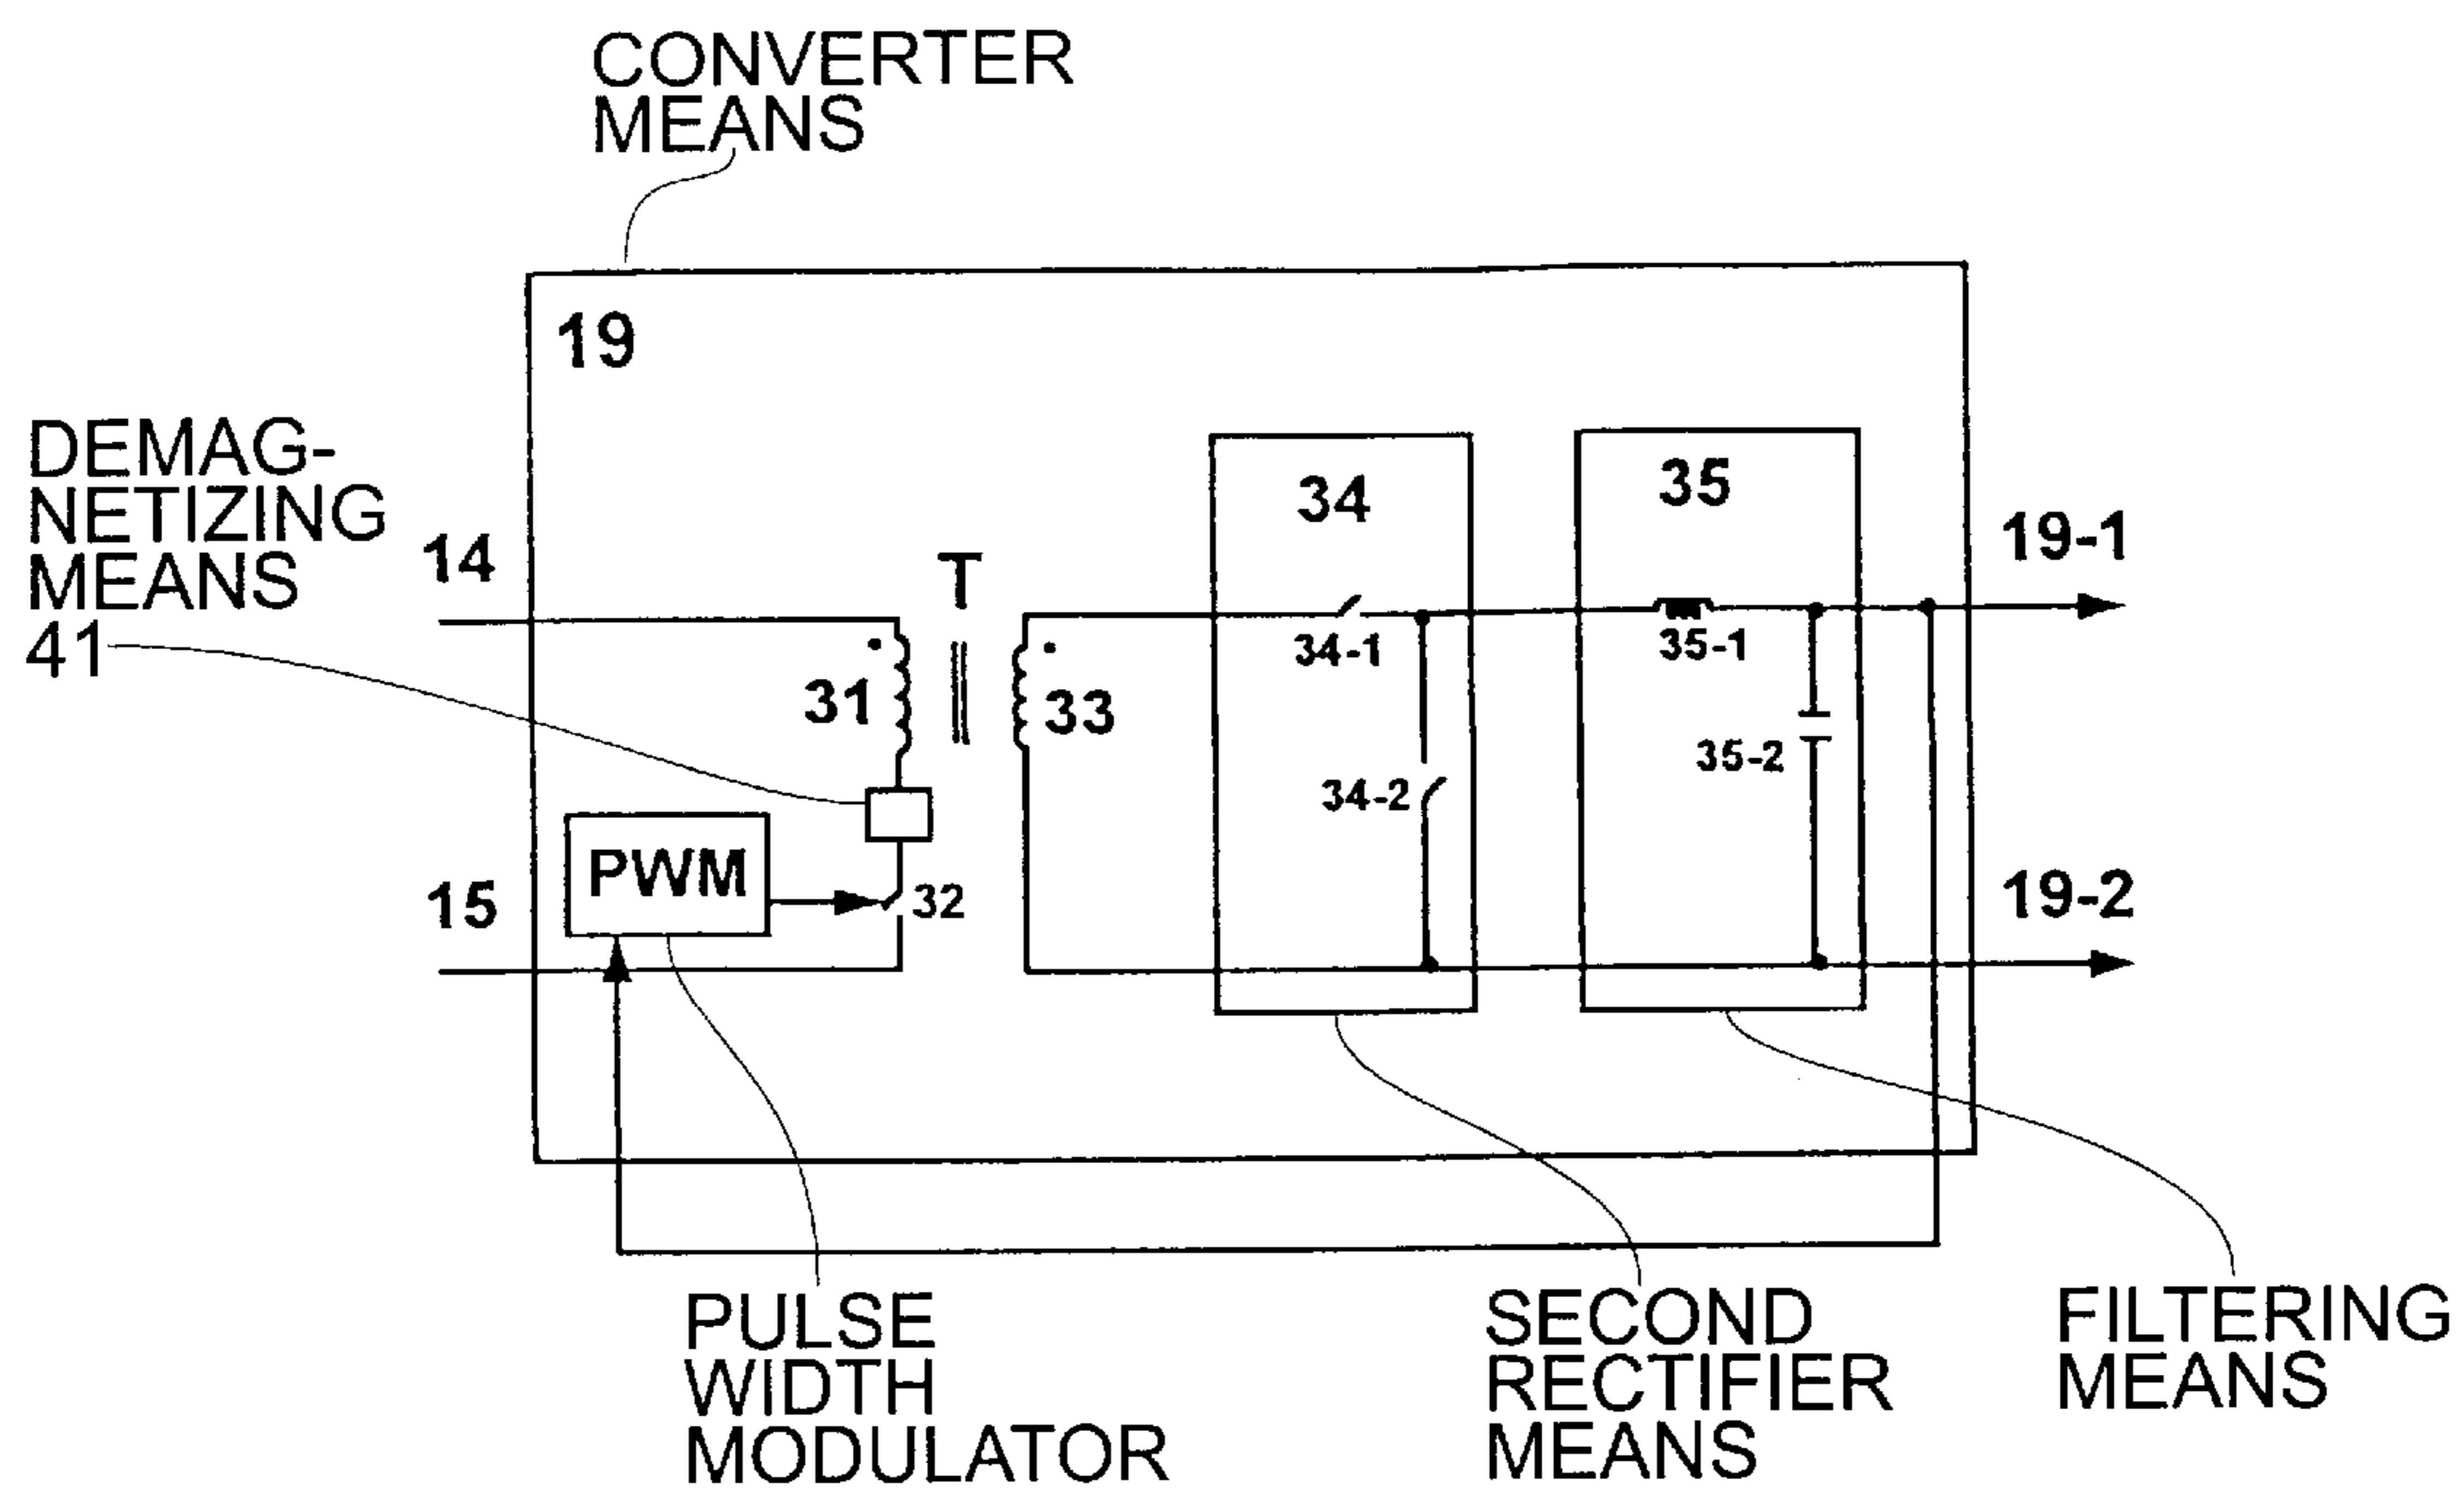 CONVERTER
MEANS
19
DEMAG-
NETIZING
MEANS
41
14
T
34
35
19-1
34-1
35-1
31
33
35-2
34-2
PWM
32
15
19-2
PULSE
WIDTH
MODULATOR
SECOND
RECTIFIER
MEANS
FILTERING
MEANS